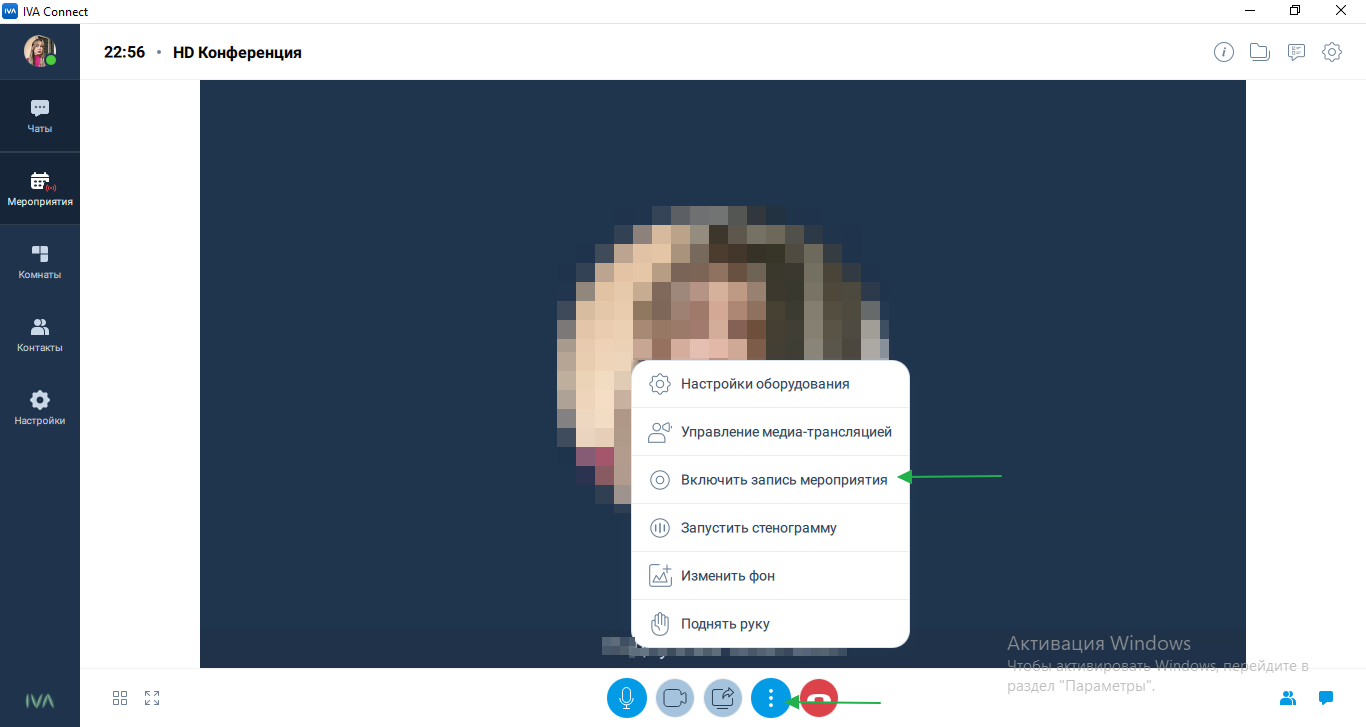 IVA IVA Connect
22:56 • HD Конференция
Чаты
Мероприятия
Комнаты
Контакты
Настройки
Настройки оборудования
Управление медиа-трансляцией
Включить запись мероприятия
Запустить стенограмму
Изменить фон
Поднять руку
Активация Windows
Чтобы активировать Windows, перейдите в
раздел "Параметры".
IVA